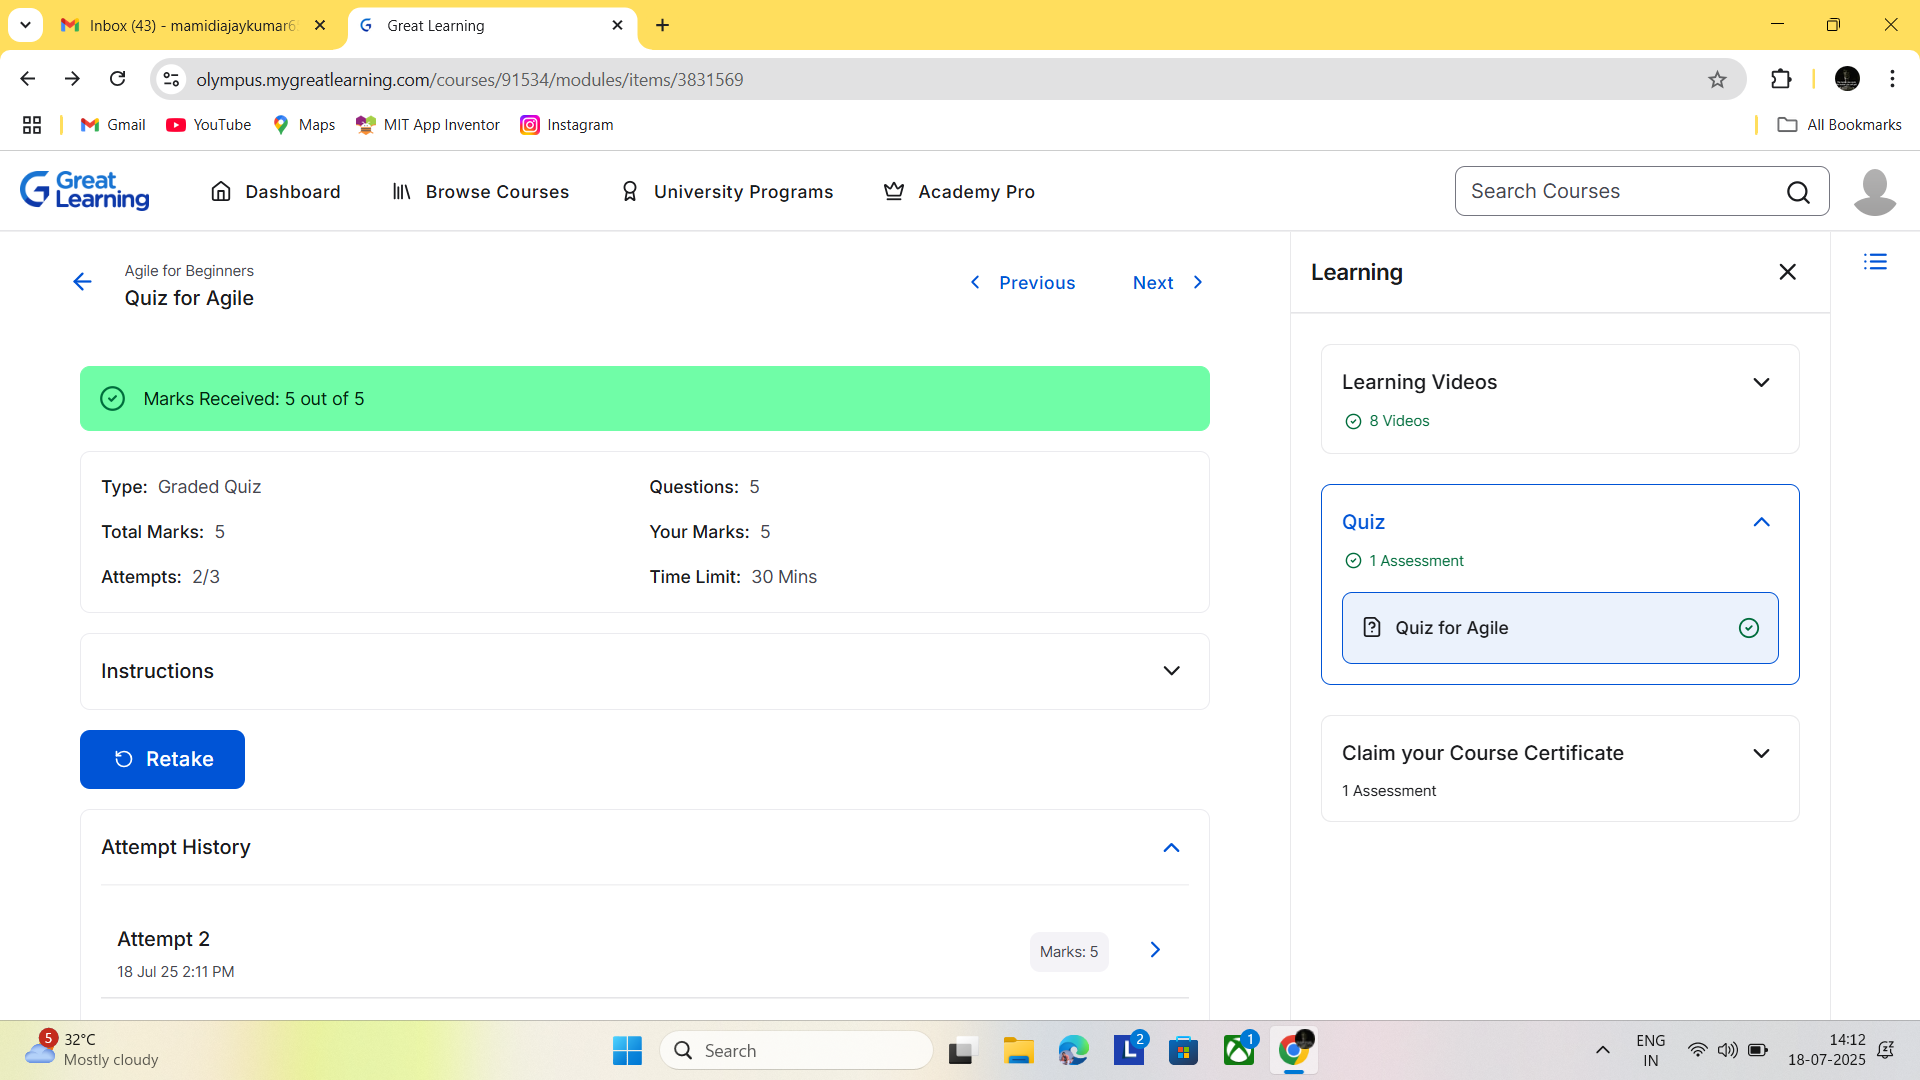 Inbox (43) - mamidiajaykumar6
Great Learning
olympus.mygreatlearning.com/courses/91534/modules/items/3831569
Gmail
YouTube
Maps
MIT App Inventor
Instagram
All Bookmarks
Great
Learning
Dashboard
Browse Courses
University Programs
Academy Pro
Search Courses
Agile for Beginners
Quiz for Agile
Previous
Next
Marks Received: 5 out of 5
Type: Graded Quiz
Questions: 5
Total Marks: 5
Your Marks: 5
Attempts: 2/3
Time Limit: 30 Mins
Instructions
Retake
Attempt History
Attempt 2
18 Jul 25 2:11 PM
Marks: 5
Learning
Learning Videos
8 Videos
Quiz
1 Assessment
Quiz for Agile
Claim your Course Certificate
1 Assessment
5
32°C
Mostly cloudy
Search
L
2
1
ENG
IN
14:12
18-07-2025